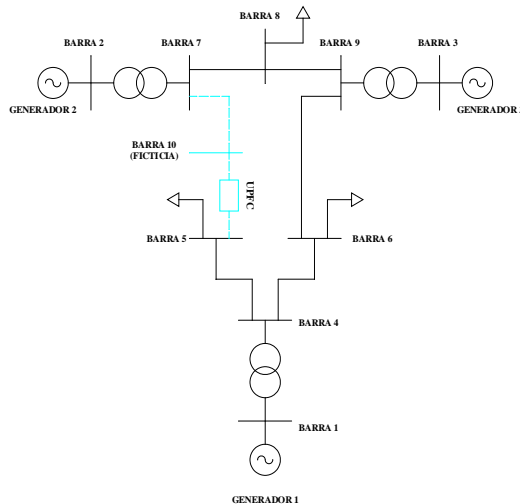 BARRA 8
BARRA 2
BARRA 7
BARRA 9
BARRA 3
GENERADOR 2
GENERADOR 3
BARRA 10
(FICTICIA)
UPFC
BARRA 5
BARRA 6
BARRA 4
BARRA 1
GENERADOR 1